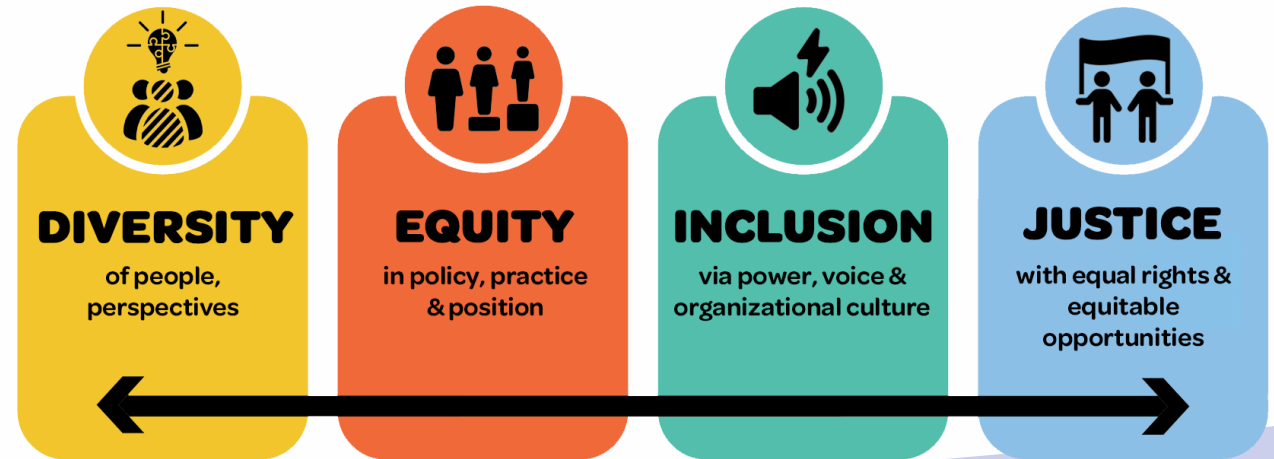 DIVERSITY
of people,
perspectives
EQUITY
in policy, practice
& position
INCLUSION
via power, voice &
organizational culture
JUSTICE
with equal rights &
equitable
opportunities